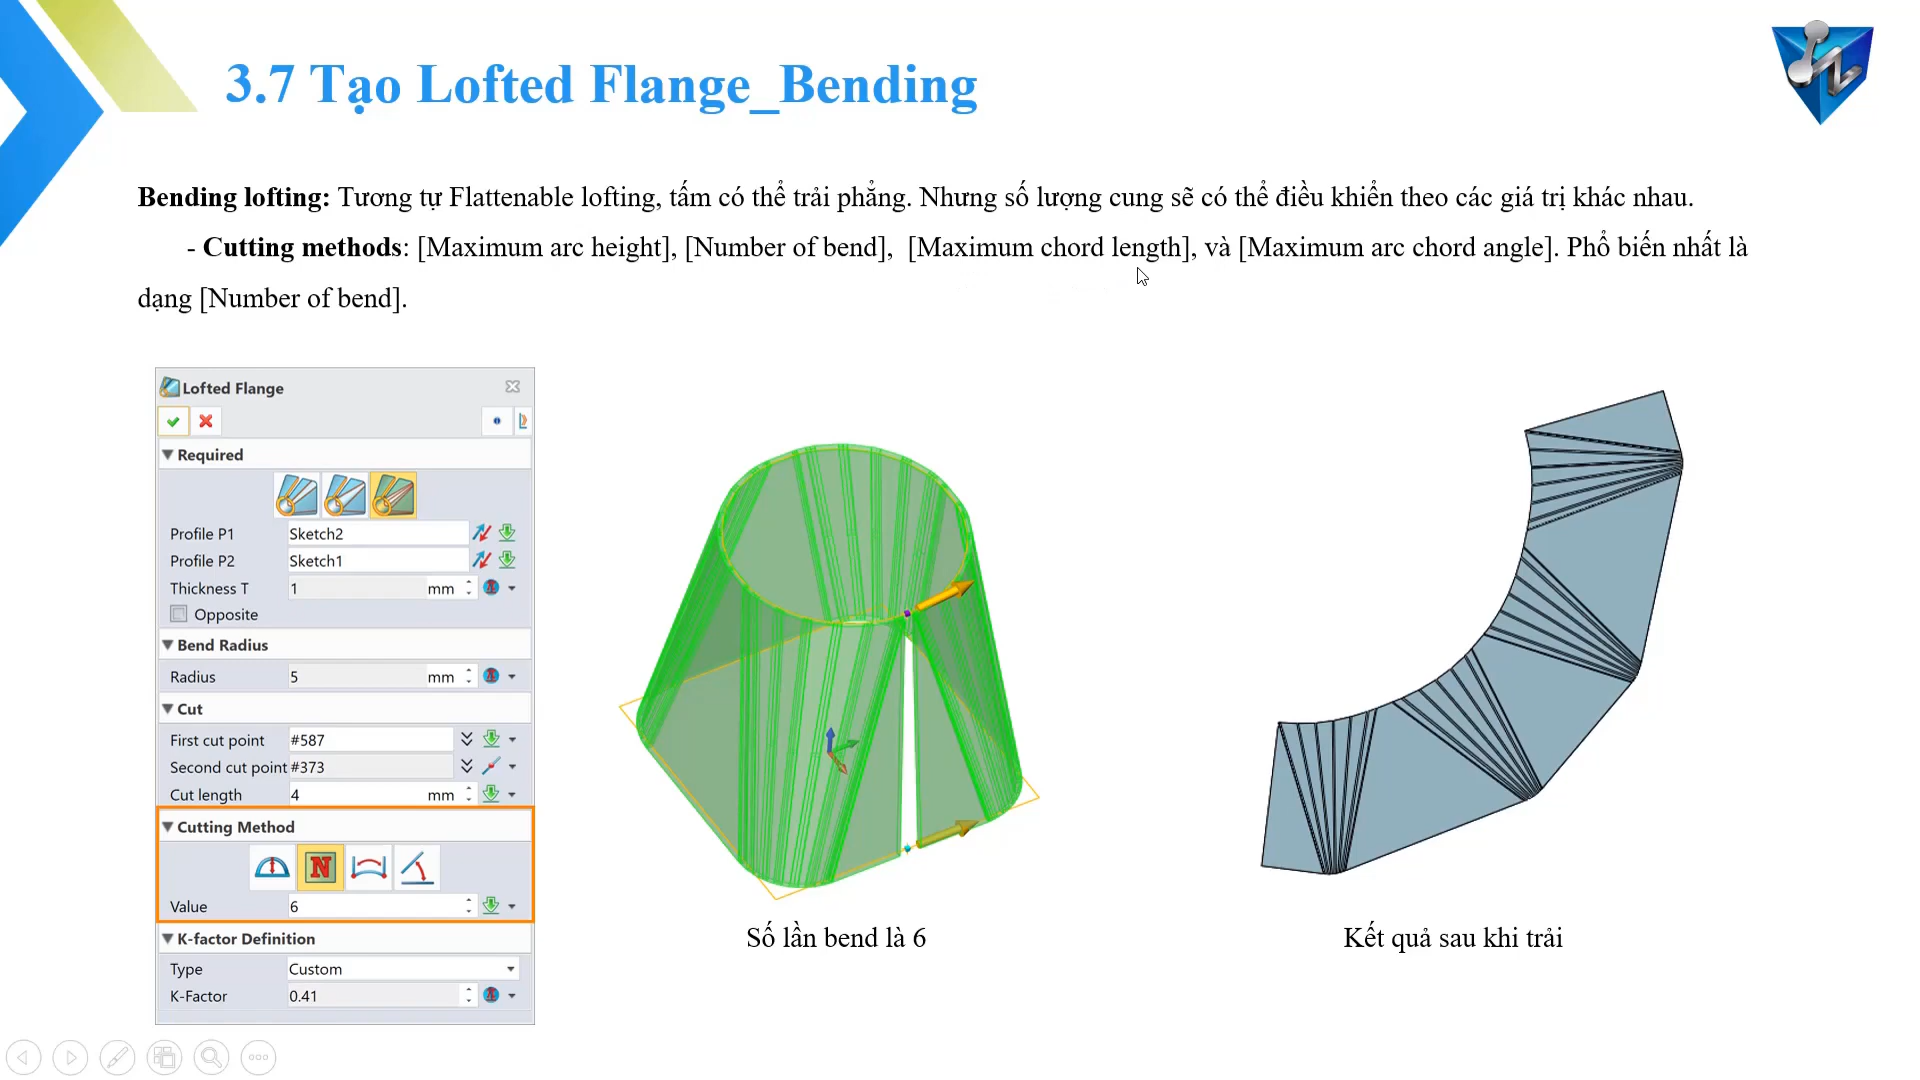 3.7 Tạo Lofted Flange_Bending
Bending lofting: Tương tự Flattenable lofting, tấm có thể trải phẳng. Nhưng số lượng cung sẽ có thể điều khiển theo các giá trị khác nhau.
- Cutting methods: [Maximum arc height], [Number of bend], [Maximum chord length], và [Maximum arc chord angle]. Phổ biến nhất là
dạng [Number of bend].
Lofted Flange
Required
Profile P1 Sketch2
Profile P2 Sketch1
Thickness T 1 mm
Opposite
Bend Radius
Radius 5 mm
Cut
First cut point #587
Second cut point #373
Cut length 4 mm
Cutting Method
N
Value 6
K-factor Definition
Type Custom
K-Factor 0.41
Số lần bend là 6
Kết quả sau khi trải